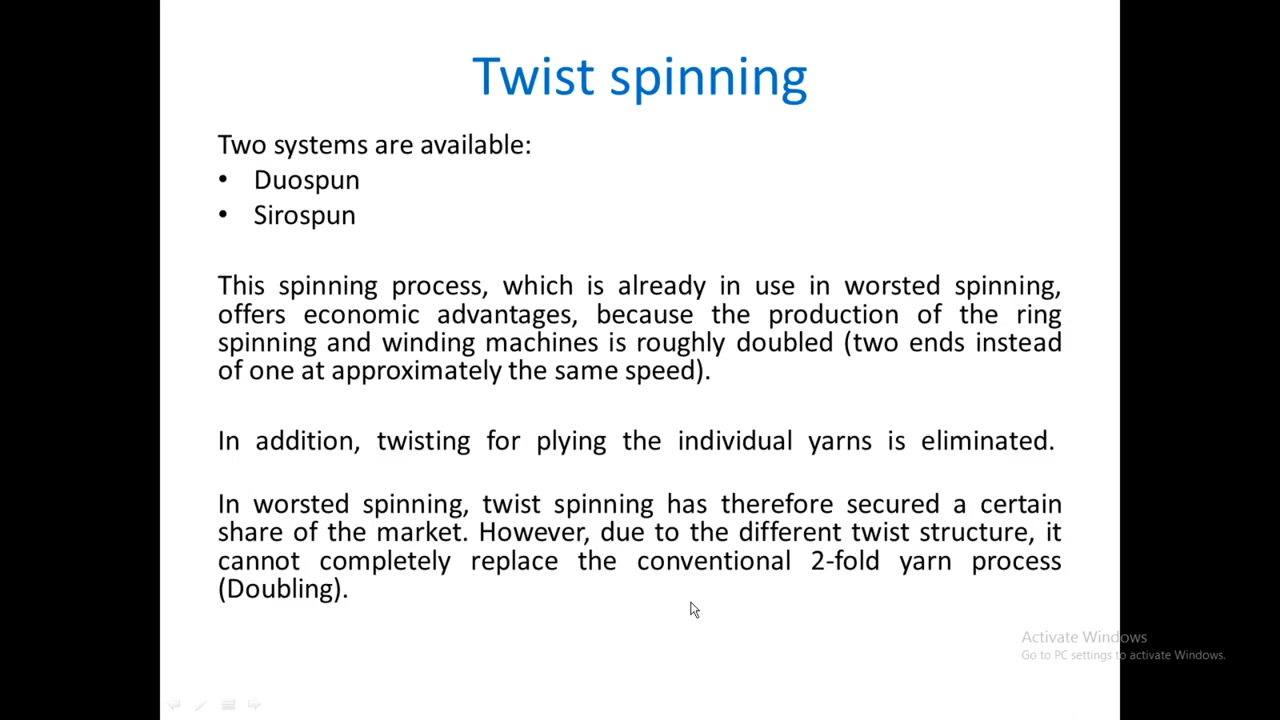 Twist spinning
Two systems are available:
• Duospun
• Sirospun
This spinning process, which is already in use in worsted spinning,
offers economic advantages, because the production of the ring
spinning and winding machines is roughly doubled (two ends instead
of one at approximately the same speed).
In addition, twisting for plying the individual yarns is eliminated.
In worsted spinning, twist spinning has therefore secured a certain
share of the market. However, due to the different twist structure, it
cannot completely replace the conventional 2-fold yarn process
(Doubling).
Activate Windows
Go to PC settings to activate Windows.